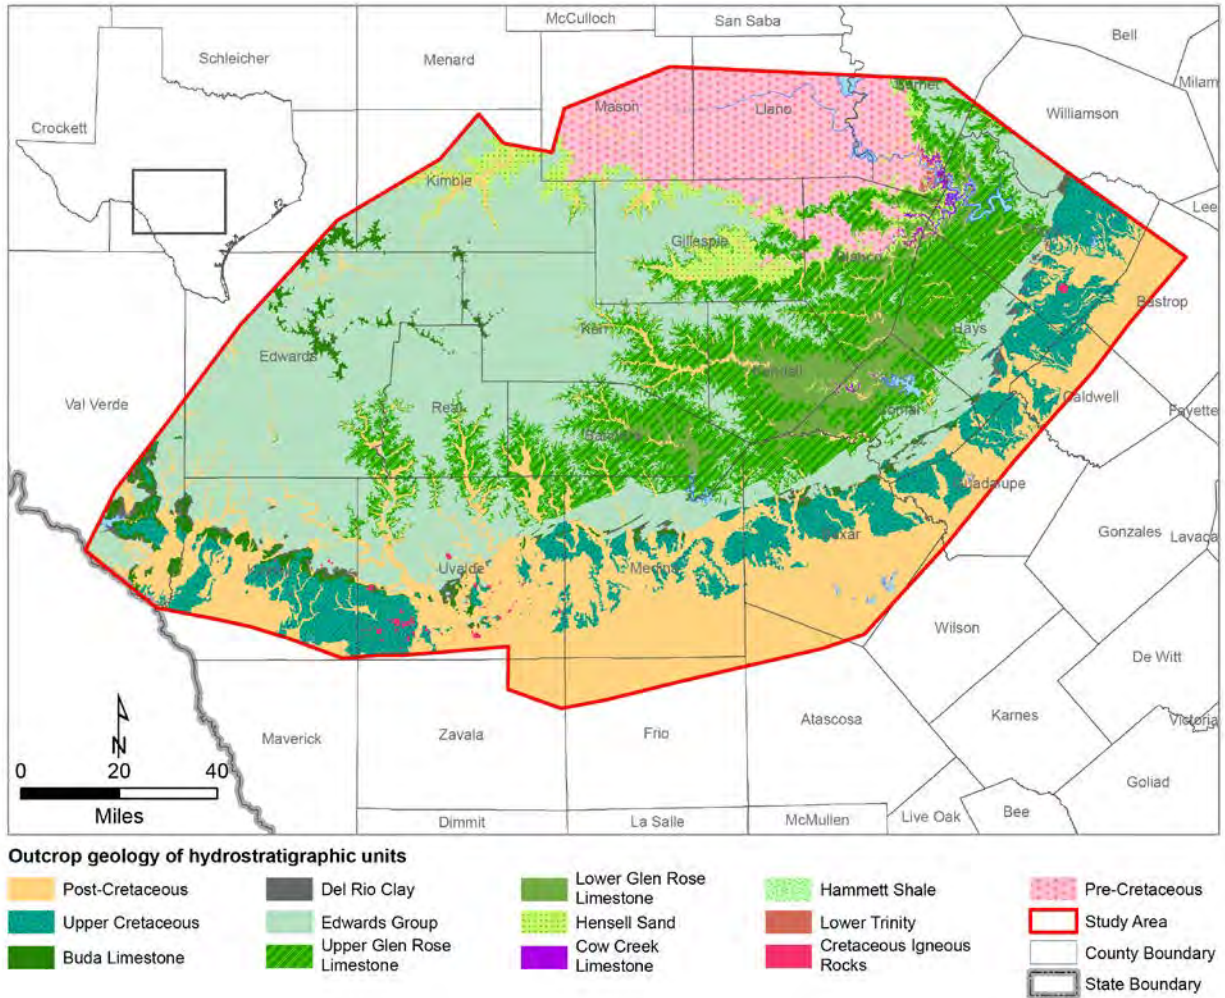 McCulloch
San Saba
Bell
Schleicher
Menard
Milam
Mason
Llano
Burnet
Williamson
Crockett
Kimble
Lee
Gillespie
Travis
Blanco
Bastrop
Kerr
Hays
Edwards
Kendall
Val Verde
Real
Comal
Caldwell
Fayette
Bandera
Guadalupe
Gonzales
Lavaca
Kinney
Uvalde
Medina
Bexar
Wilson
De Witt
Maverick
Zavala
Frio
Atascosa
Karnes
Victoria
Goliad
N
0 20 40
Miles
Dimmit
La Salle
McMullen
Live Oak
Bee
Outcrop geology of hydrostratigraphic units
Post-Cretaceous
Upper Cretaceous
Buda Limestone
Del Rio Clay
Edwards Group
Upper Glen Rose
Limestone
Lower Glen Rose
Limestone
Hensell Sand
Cow Creek
Limestone
Hammett Shale
Lower Trinity
Cretaceous Igneous
Rocks
Pre-Cretaceous
Study Area
County Boundary
State Boundary